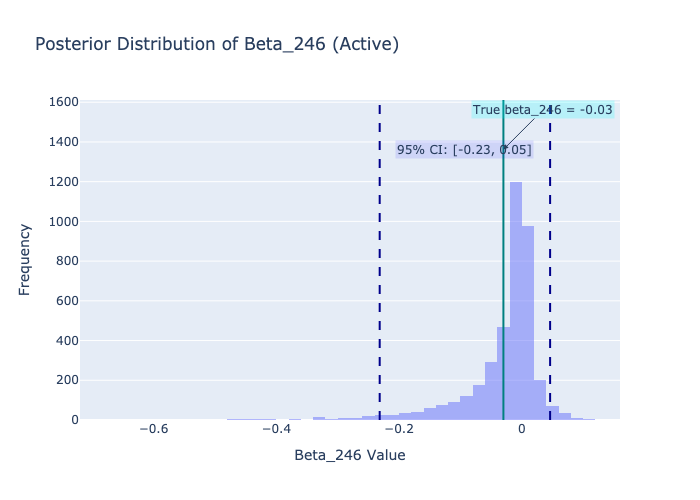 Posterior Distribution of Beta_246 (Active)
True beta_246 = -0.03
95% CI: [-0.23, 0.05]
1600
1400
1200
1000
800
600
400
200
0
Frequency
−0.6
−0.4
−0.2
0
Beta_246 Value